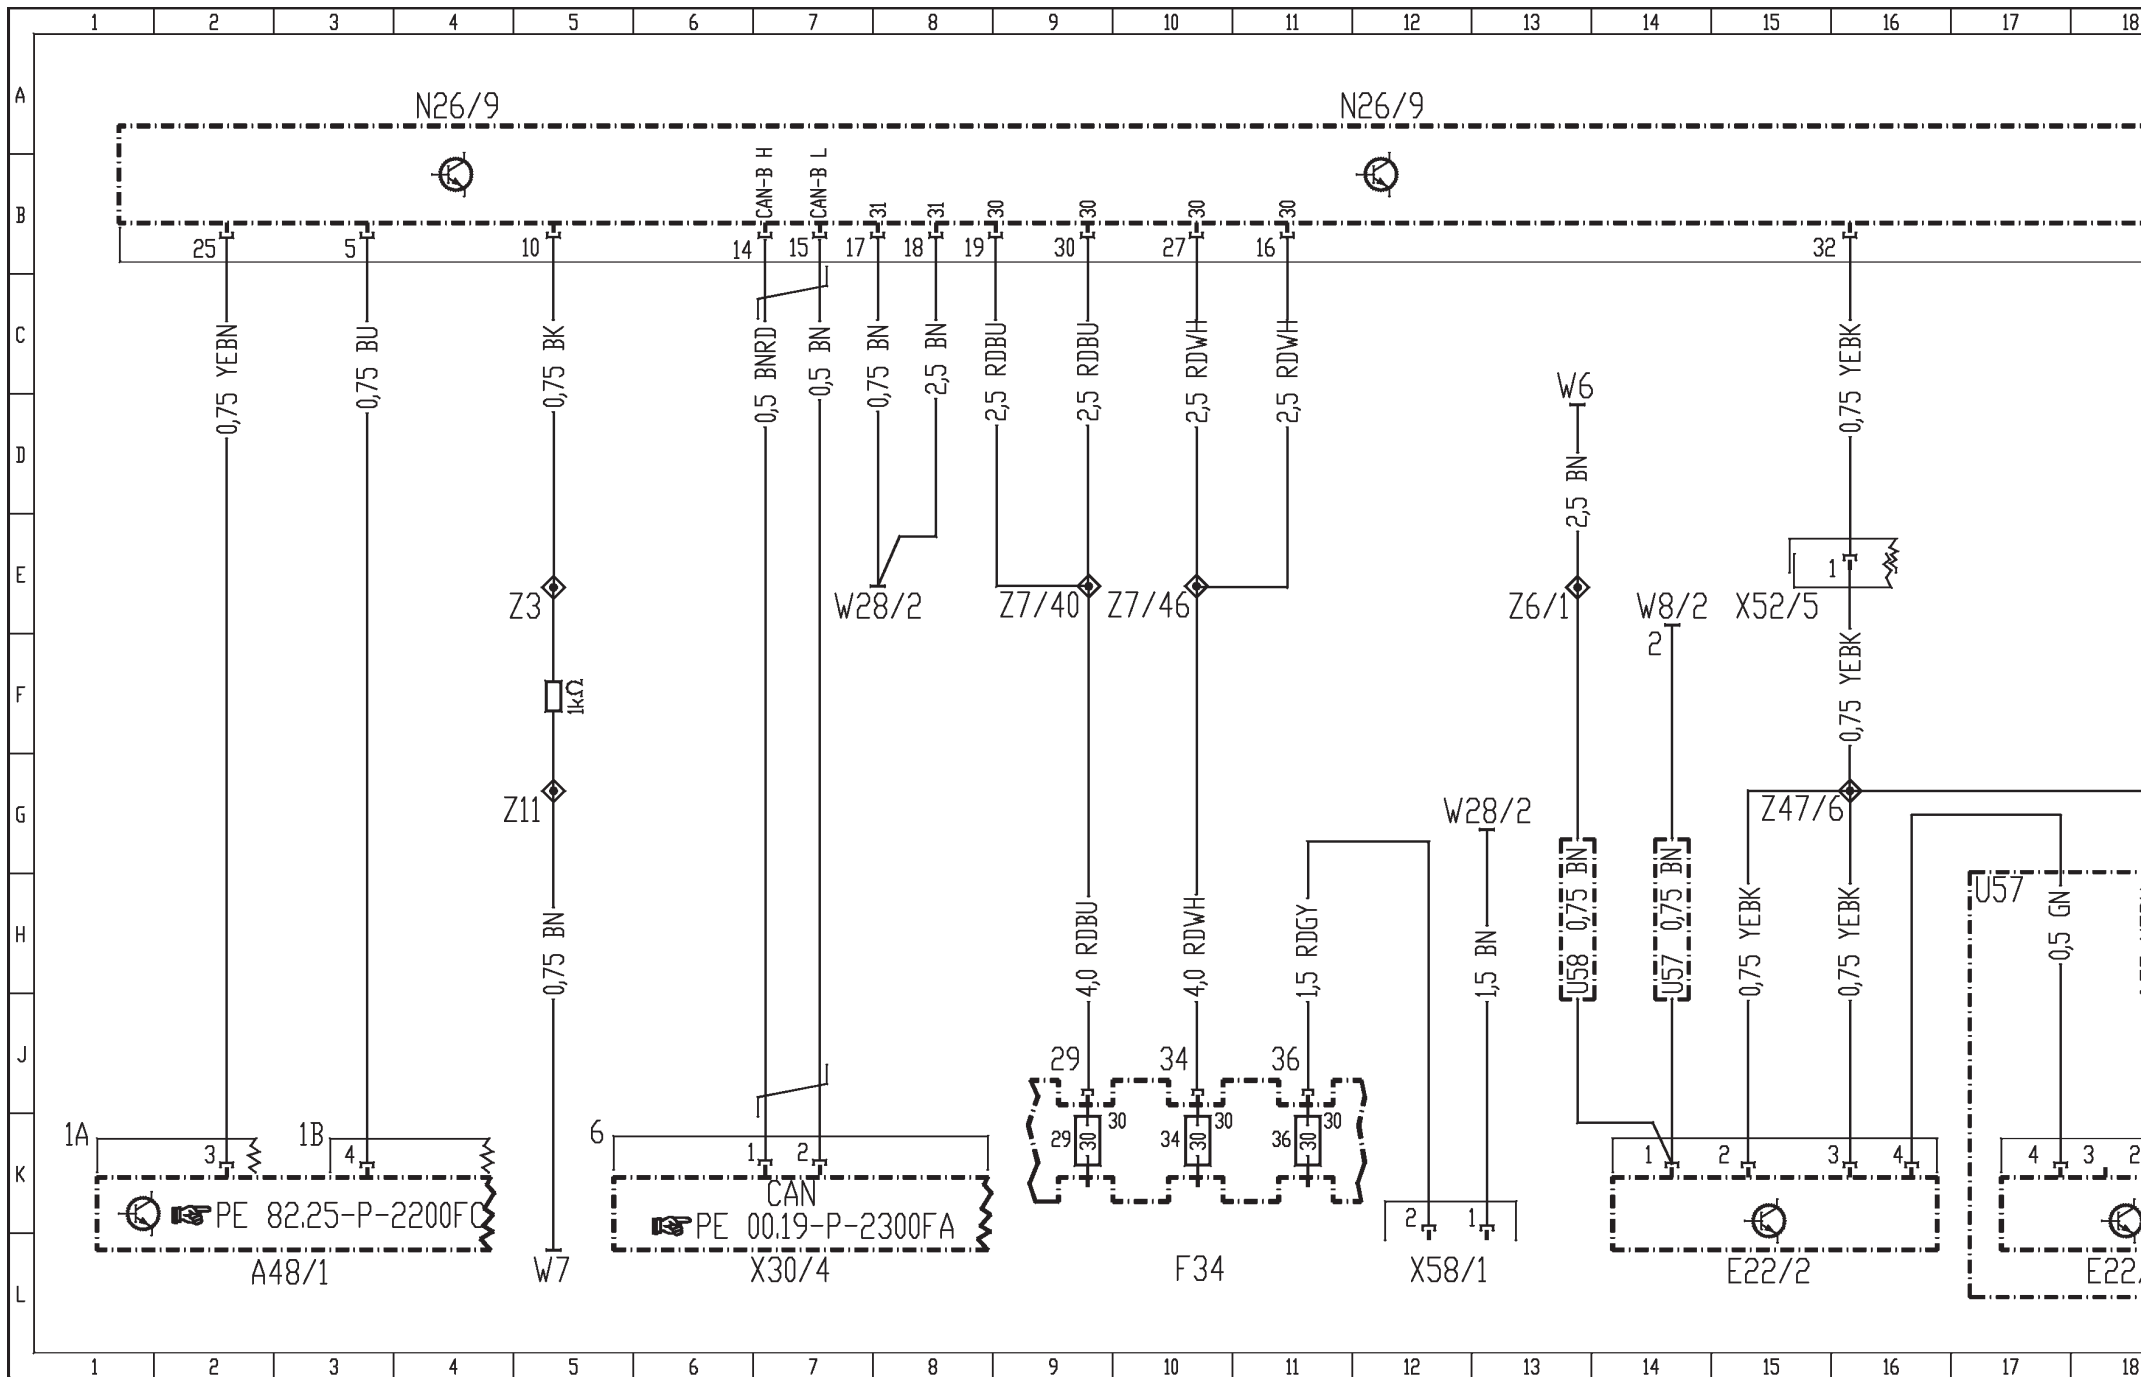 1 2 3 4 5 6 7 8 9 10 11 12 13 14 15 16 17 18
A
B
C
D
E
F
G
H
J
K
L
N26/9 N26/9
CAN-B H
CAN-B L
31 31 30 30 30 30
25 5 10 14 15 17 18 19 30 27 16 32
0,75 YEBN
0,75 BU
0,75 BK
0,5 BNRD
0,5 BN
0,75 BN
2,5 BN
2,5 RDBU
2,5 RDBU
2,5 RDWH
2,5 RDWH
0,75 YEBK
W6
2,5 BN
1
Z3 W28/2 Z7/40 Z7/46 Z6/1 W8/2 X52/5
2
1kΩ
0,75 YEBK
Z11 W28/2 Z47/6
0,75 BN
4,0 RDBU
4,0 RDWH
1,5 RDGY
1,5 BN
U58 0,75 BN
U57 0,75 BN
0,75 YEBK
0,75 YEBK
U57
0,5 GN
29 34 36
30 30 30
29 30 34 30 36 30
1A 1B 6
3 4 1 2 1 2 3 4 4 3 2
PE 82.25-P-2200FC
CAN
PE 00.19-P-2300FA
2 1
A48/1 W7 X30/4 F34 X58/1 E22/2 E22/
1 2 3 4 5 6 7 8 9 10 11 12 13 14 15 16 17 18